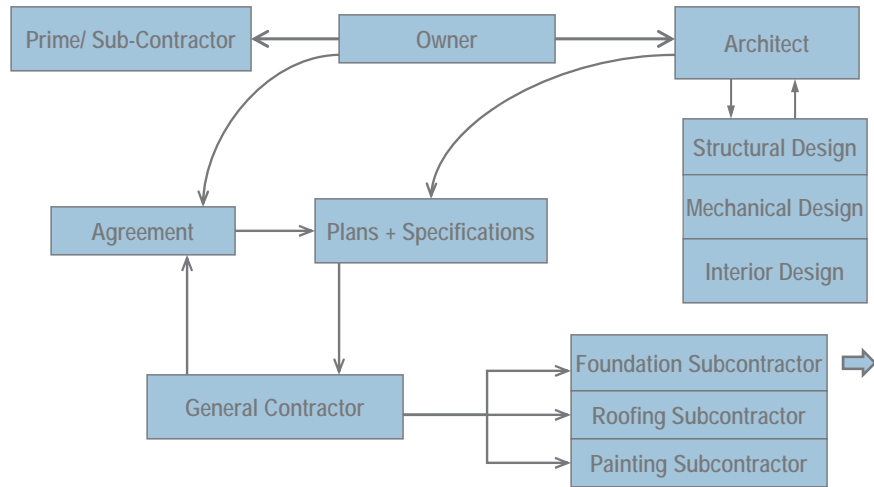 Prime/ Sub-Contractor
Owner
Architect
Structural Design
Mechanical Design
Interior Design
Agreement
Plans + Specifications
General Contractor
Foundation Subcontractor
Roofing Subcontractor
Painting Subcontractor